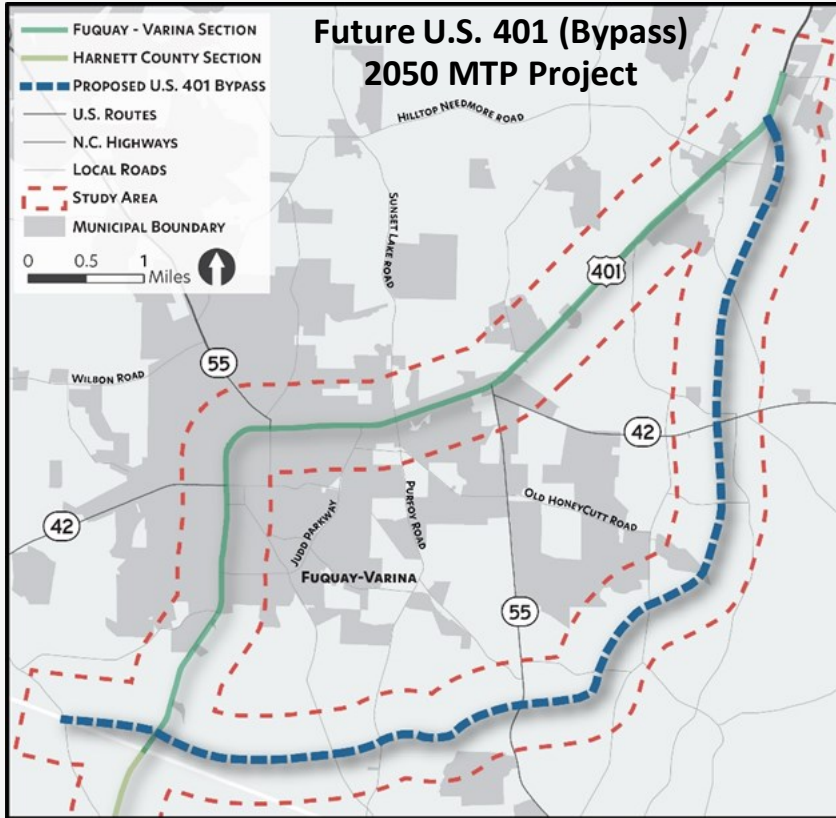 Future U.S. 401 (Bypass)
2050 MTP Project
FUQUAY - VARINA SECTION
HARNETT COUNTY SECTION
PROPOSED U.S. 401 BYPASS
U.S. ROUTES
N.C. HIGHWAYS
LOCAL ROADS
STUDY AREA
MUNICIPAL BOUNDARY
0 0.5 1
Miles
HILLTOP NEEDMORE ROAD
SUNSET LAKE ROAD
401
55
WILBON ROAD
42
OLD HONEYCUTT ROAD
42
JUDD PARKWAY
PURFOY ROAD
FUQUAY-VARINA
55